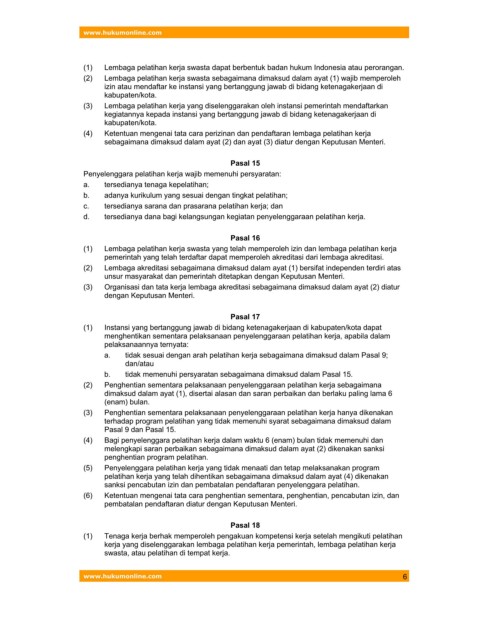 www.hukumonline.com
(1) Lembaga pelatihan kerja swasta dapat berbentuk badan hukum Indonesia atau perorangan.
(2) Lembaga pelatihan kerja swasta sebagaimana dimaksud dalam ayat (1) wajib memperoleh
izin atau mendaftar ke instansi yang bertanggung jawab di bidang ketenagakerjaan di
kabupaten/kota.
(3) Lembaga pelatihan kerja yang diselenggarakan oleh instansi pemerintah mendaftarkan
kegiatannya kepada instansi yang bertanggung jawab di bidang ketenagakerjaan di
kabupaten/kota.
(4) Ketentuan mengenai tata cara perizinan dan pendaftaran lembaga pelatihan kerja
sebagaimana dimaksud dalam ayat (2) dan ayat (3) diatur dengan Keputusan Menteri.
Pasal 15
Penyelenggara pelatihan kerja wajib memenuhi persyaratan:
a. tersedianya tenaga kepelatihan;
b. adanya kurikulum yang sesuai dengan tingkat pelatihan;
c. tersedianya sarana dan prasarana pelatihan kerja; dan
d. tersedianya dana bagi kelangsungan kegiatan penyelenggaraan pelatihan kerja.
Pasal 16
(1) Lembaga pelatihan kerja swasta yang telah memperoleh izin dan lembaga pelatihan kerja
pemerintah yang telah terdaftar dapat memperoleh akreditasi dari lembaga akreditasi.
(2) Lembaga akreditasi sebagaimana dimaksud dalam ayat (1) bersifat independen terdiri atas
unsur masyarakat dan pemerintah ditetapkan dengan Keputusan Menteri.
(3) Organisasi dan tata kerja lembaga akreditasi sebagaimana dimaksud dalam ayat (2) diatur
dengan Keputusan Menteri.
Pasal 17
(1) Instansi yang bertanggung jawab di bidang ketenagakerjaan di kabupaten/kota dapat
menghentikan sementara pelaksanaan penyelenggaraan pelatihan kerja, apabila dalam
pelaksanaannya ternyata:
a. tidak sesuai dengan arah pelatihan kerja sebagaimana dimaksud dalam Pasal 9;
dan/atau
b. tidak memenuhi persyaratan sebagaimana dimaksud dalam Pasal 15.
(2) Penghentian sementara pelaksanaan penyelenggaraan pelatihan kerja sebagaimana
dimaksud dalam ayat (1), disertai alasan dan saran perbaikan dan berlaku paling lama 6
(enam) bulan.
(3) Penghentian sementara pelaksanaan penyelenggaraan pelatihan kerja hanya dikenakan
terhadap program pelatihan yang tidak memenuhi syarat sebagaimana dimaksud dalam
Pasal 9 dan Pasal 15.
(4) Bagi penyelenggara pelatihan kerja dalam waktu 6 (enam) bulan tidak memenuhi dan
melengkapi saran perbaikan sebagaimana dimaksud dalam ayat (2) dikenakan sanksi
penghentian program pelatihan.
(5) Penyelenggara pelatihan kerja yang tidak menaati dan tetap melaksanakan program
pelatihan kerja yang telah dihentikan sebagaimana dimaksud dalam ayat (4) dikenakan
sanksi pencabutan izin dan pembatalan pendaftaran penyelenggara pelatihan.
(6) Ketentuan mengenai tata cara penghentian sementara, penghentian, pencabutan izin, dan
pembatalan pendaftaran diatur dengan Keputusan Menteri.
Pasal 18
(1) Tenaga kerja berhak memperoleh pengakuan kompetensi kerja setelah mengikuti pelatihan
kerja yang diselenggarakan lembaga pelatihan kerja pemerintah, lembaga pelatihan kerja
swasta, atau pelatihan di tempat kerja.
www.hukumonline.com 6